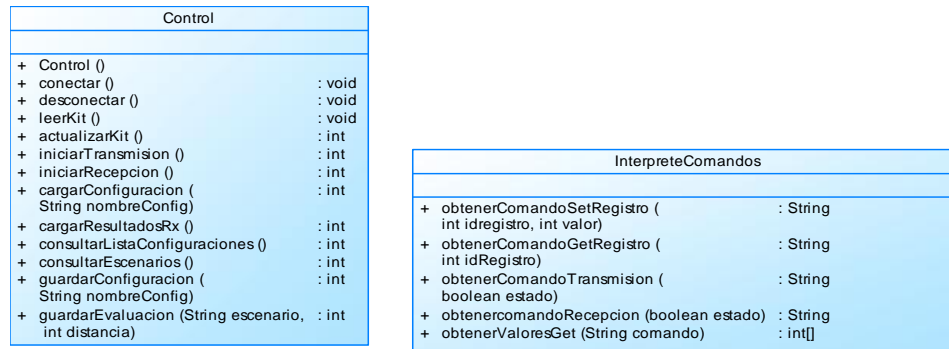 Control
+ Control ()
+ conectar () : void
+ desconectar () : void
+ leerKit () : void
+ actualizarKit () : int
+ iniciarTransmision () : int
+ iniciarRecepcion () : int
+ cargarConfiguracion ( : int
String nombreConfig)
+ cargarResultadosRx () : int
+ consultarListaConfiguraciones () : int
+ consultarEscenarios () : int
+ guardarConfiguracion ( : int
String nombreConfig)
+ guardarEvaluacion (String escenario, : int
int distancia)
InterpreteComandos
+ obtenerComandoSetRegistro ( : String
int idregistro, int valor)
+ obtenerComandoGetRegistro ( : String
int idRegistro)
+ obtenerComandoTransmision ( : String
boolean estado)
+ obtenercomandoRecepcion (boolean estado) : String
+ obtenerValoresGet (String comando) : int[]